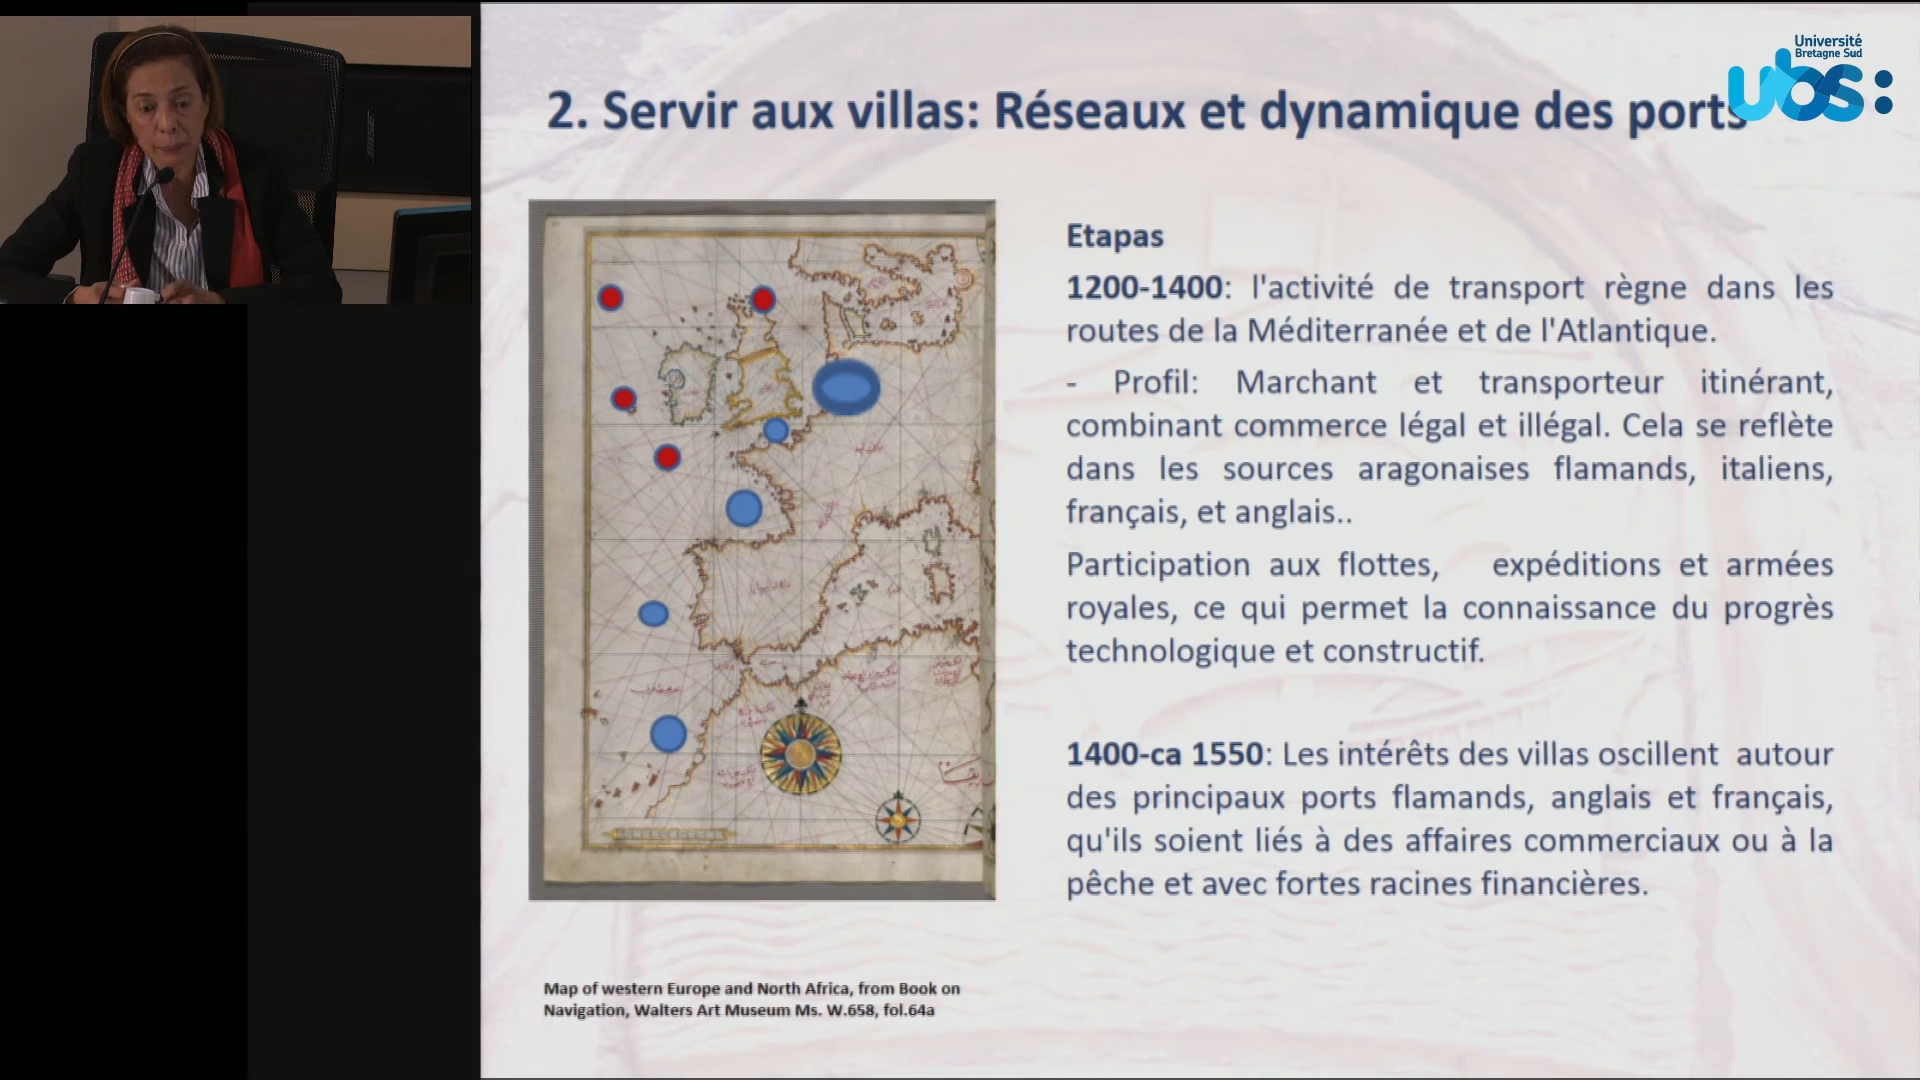 Université
Bretagne Sud
ubs:
2. Servir aux villas: Réseaux et dynamique des ports
Etapas
1200-1400: l'activité de transport règne dans les
routes de la Méditerranée et de l'Atlantique.
- Profil: Marchant et transporteur itinérant,
combinant commerce légal et illégal. Cela se reflète
dans les sources aragonaises flamands, italiens,
français, et anglais..
Participation aux flottes, expéditions et armées
royales, ce qui permet la connaissance du progrès
technologique et constructif.
1400-ca 1550: Les intérêts des villas oscillent autour
des principaux ports flamands, anglais et français,
qu'ils soient liés à des affaires commerciaux ou à la
pêche et avec fortes racines financières.
Map of western Europe and North Africa, from Book on
Navigation, Walters Art Museum Ms. W.658, fol.64a